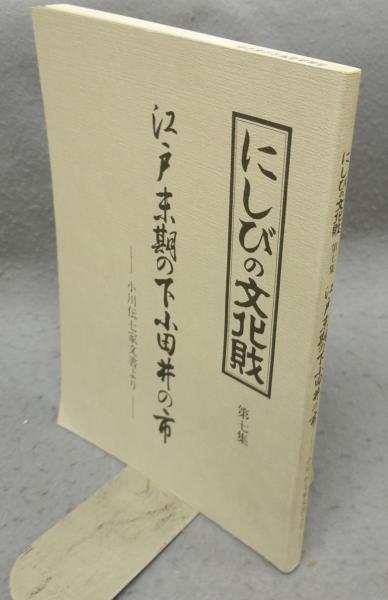 にしびの文化財
第七集
江戸末期の下小田井の市
──小川伝七家文書より──
にしびの文化財 第七集 江戸末期の下小田井の市